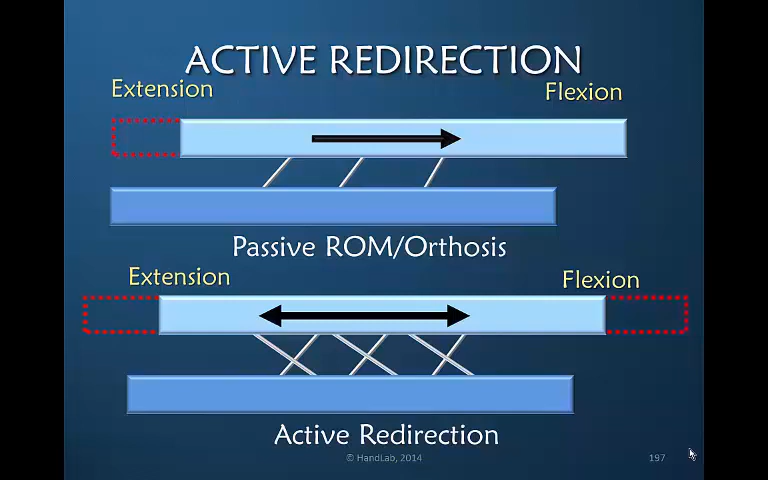 ACTIVE REDIRECTION
Extension
Flexion
Passive ROM/Orthosis
Extension
Flexion
Active Redirection
© HandLab, 2014
197